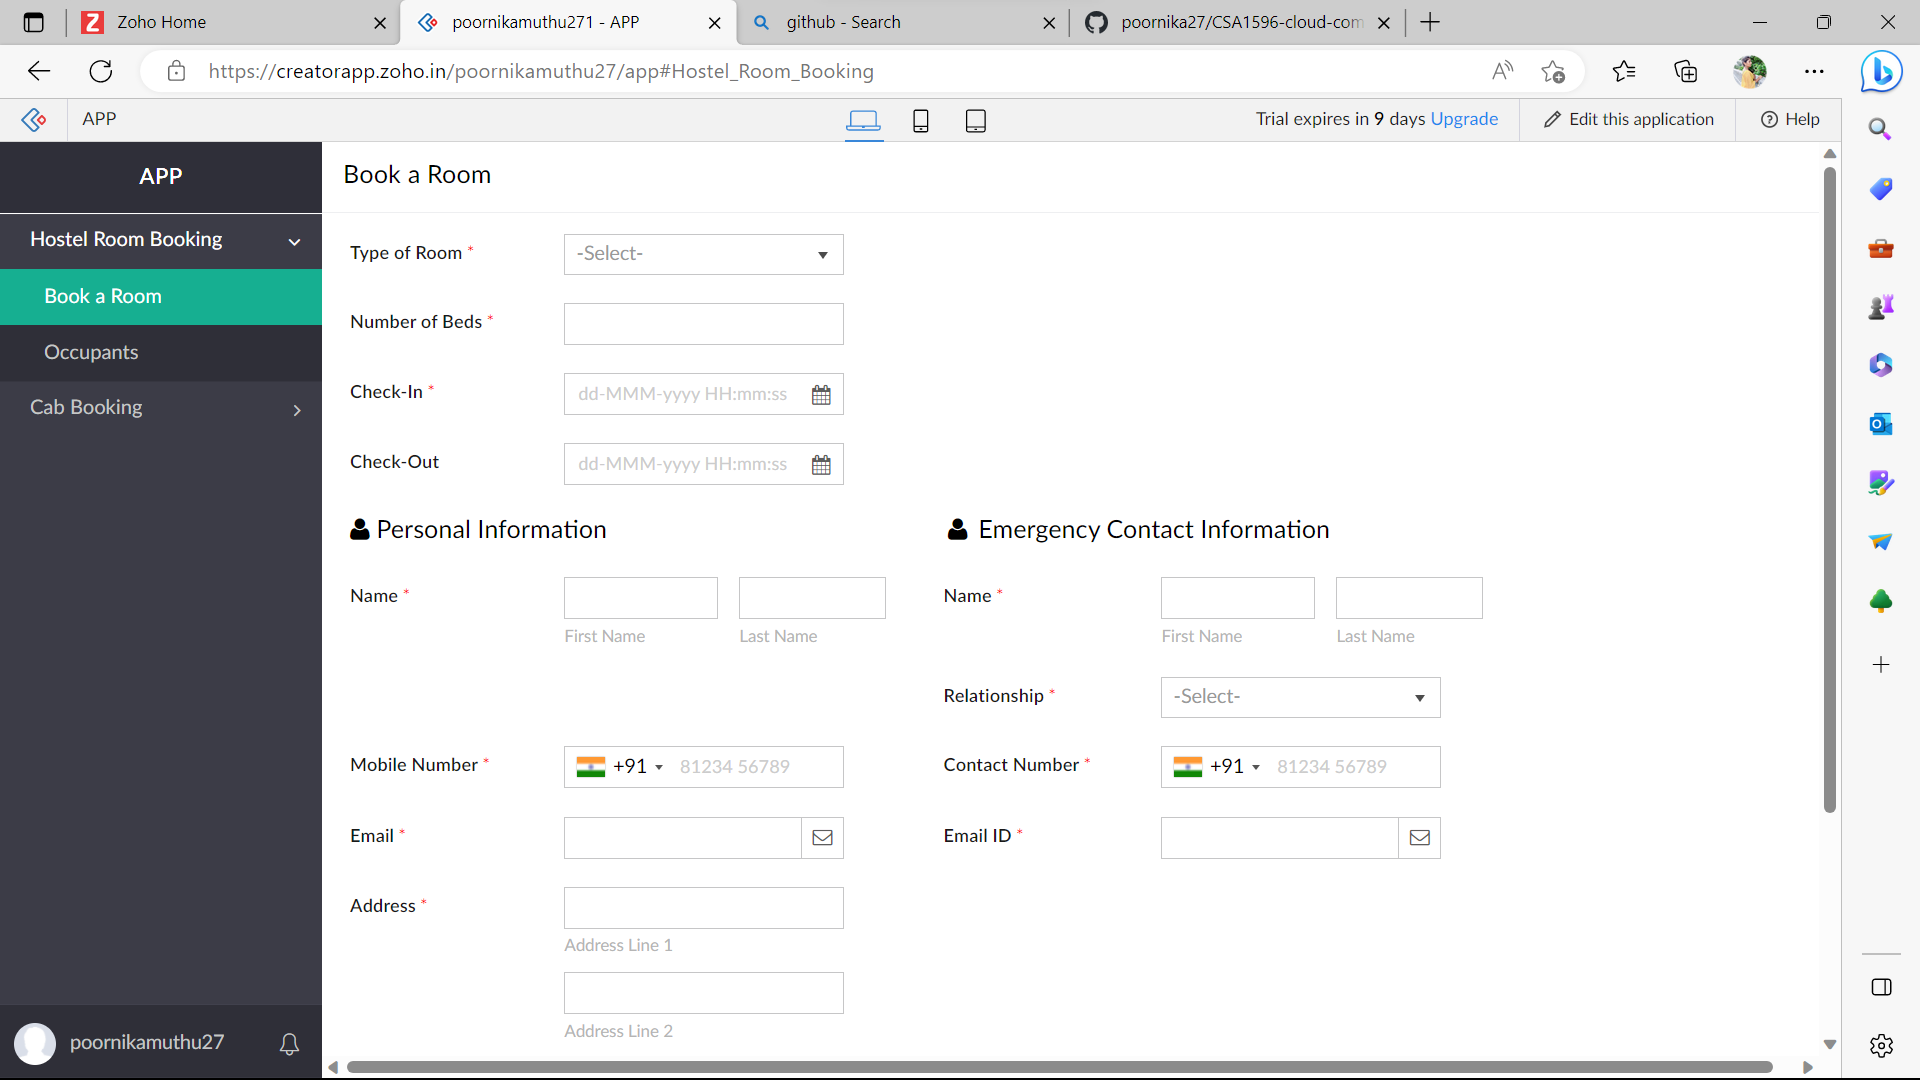 Zoho Home
poornikamuthu271 - APP
github - Search
poornika27/CSA1596-cloud-com
https://creatorapp.zoho.in/poornikamuthu27/app#Hostel_Room_Booking
APP
Trial expires in 9 days Upgrade
Edit this application
Help
APP
Hostel Room Booking
Book a Room
Occupants
Cab Booking
poornikamuthu27
Book a Room
Type of Room *
-Select-
Number of Beds *
Check-In *
dd-MMM-yyyy HH:mm:ss
Check-Out
dd-MMM-yyyy HH:mm:ss
Personal Information
Name *
First Name
Last Name
Mobile Number *
+91
81234 56789
Email *
Address *
Address Line 1
Address Line 2
Emergency Contact Information
Name *
First Name
Last Name
Relationship *
-Select-
Contact Number *
+91
81234 56789
Email ID *